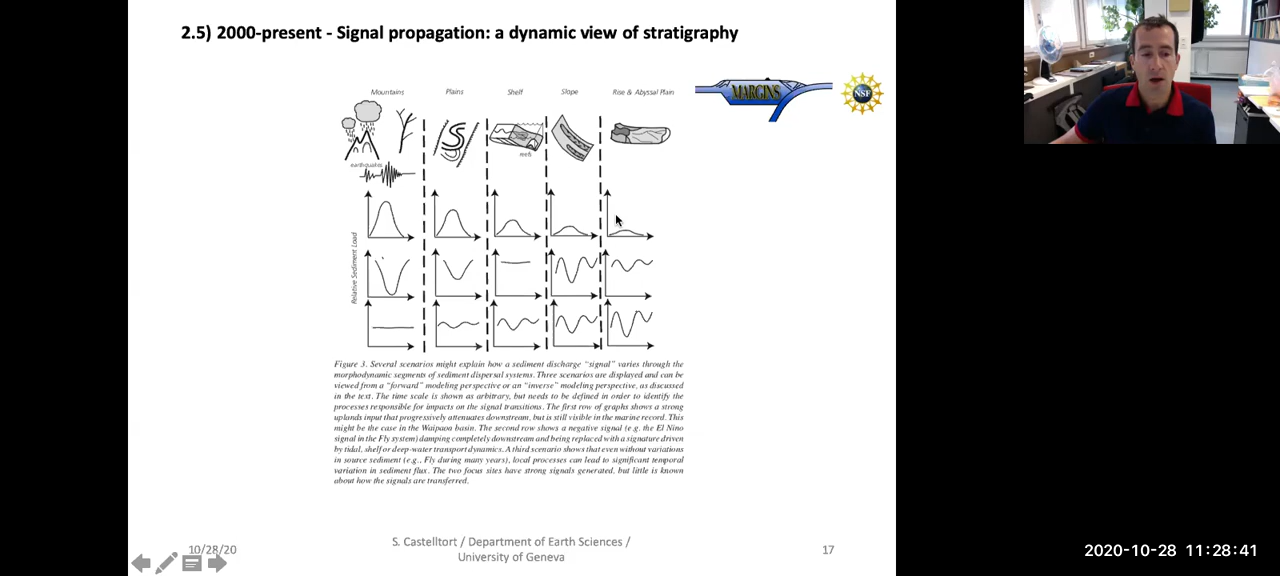 2.5) 2000-present - Signal propagation: a dynamic view of stratigraphy
Mountains Plains Shelf Slope Rise & Abyssal Plain
MARGINS
NSF
earthquakes
reefs
Relative Sediment Load
Figure 3. Several scenarios might explain how a sediment discharge "signal" varies through the
morphodynamic segments of sediment dispersal systems. Three scenarios are displayed and can be
viewed from a "forward" modeling perspective or an "inverse" modeling perspective, as discussed
in the text. The time scale is shown as arbitrary, but needs to be defined in order to identify the
processes responsible for impacts on the signal transitions. The first row of graphs shows a strong
uplands input that progressively attenuates downstream, but is still visible in the marine record. This
might be the case in the Waipaoa basin. The second row shows a negative signal (e.g. the El Nino
signal in the Fly system) damping completely downstream and being replaced with a signature driven
by tidal, shelf or deep-water transport dynamics. A third scenario shows that even without variations
in source sediment (e.g., Fly during many years), local processes can lead to significant temporal
variation in sediment flux. The two focus sites have strong signals generated, but little is known
about how the signals are transferred.
10/28/20
S. Castelltort / Department of Earth Sciences /
University of Geneva
17
2020-10-28 11:28:41